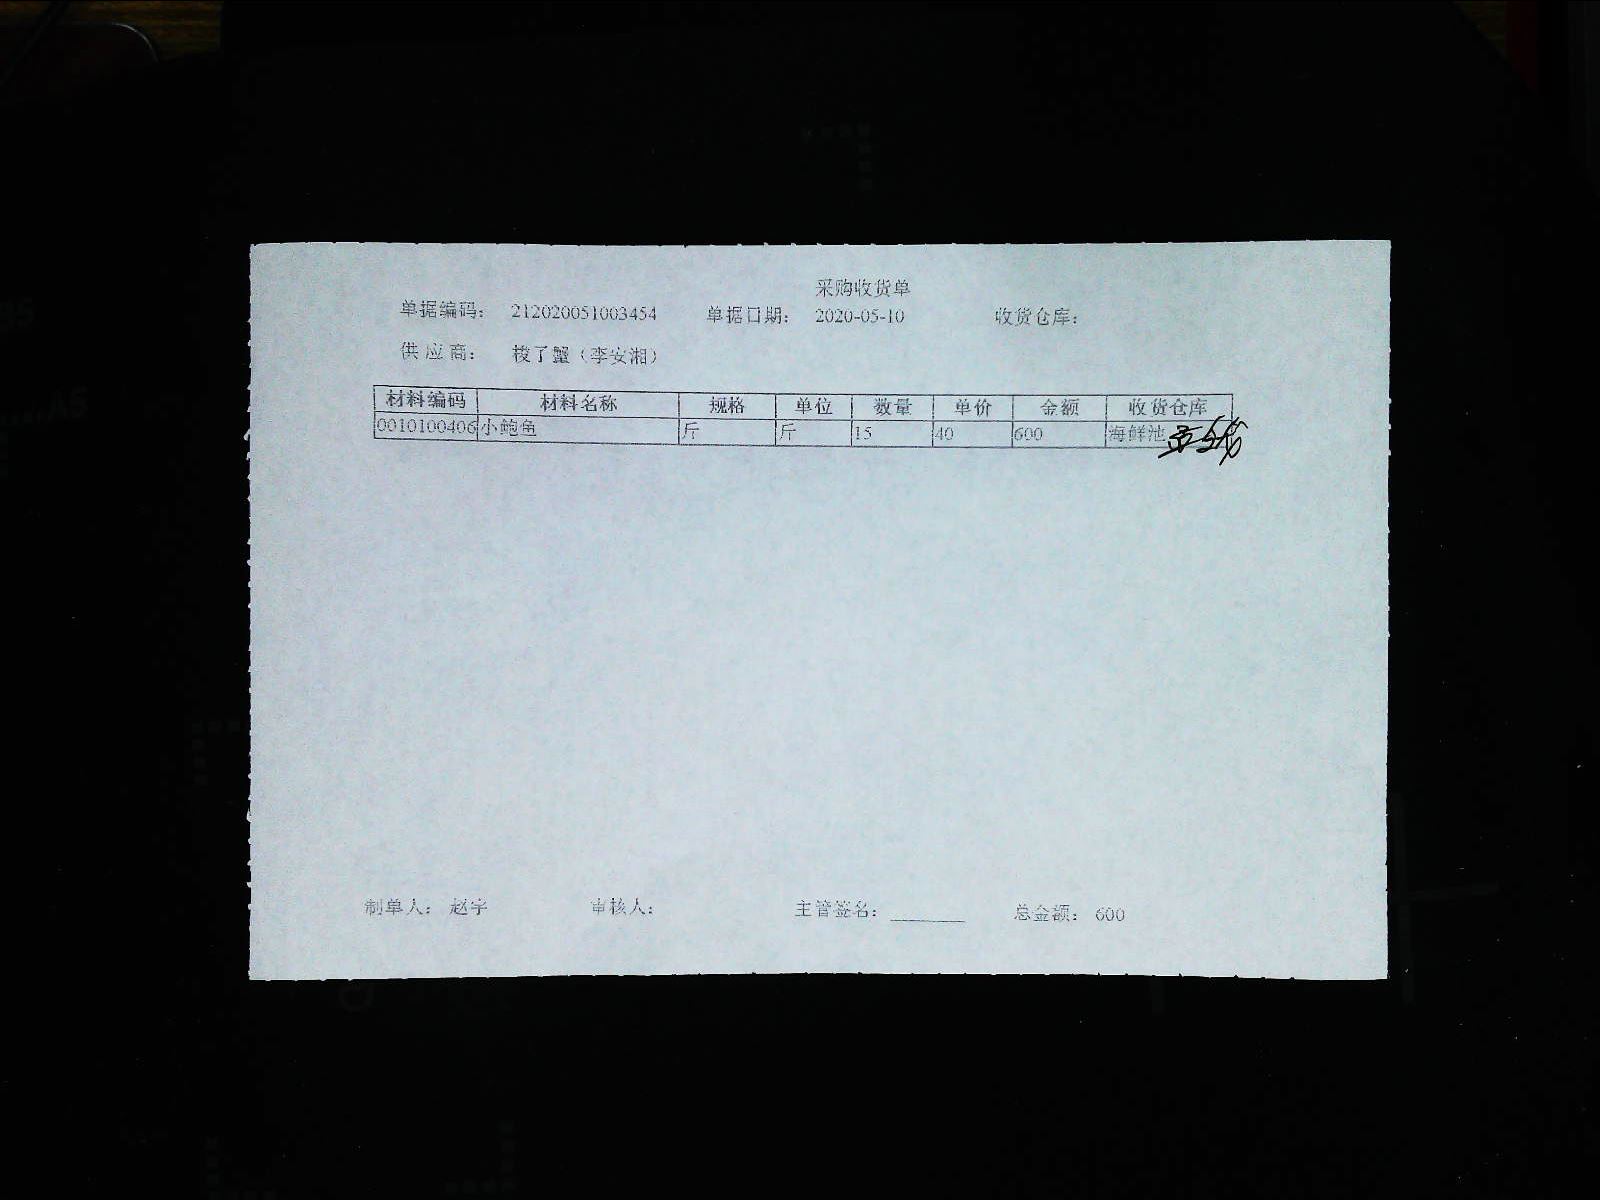 采购收货单
单据编码： 212020051003454 单据日期： 2020-05-10 收货仓库：
供 应 商： 梭了蟹（李安湘）
材料编码 材料名称 规格 单位 数量 单价 金额 收货仓库
0010100406 小鲍鱼 斤 斤 15 40 600 海鲜池
制单人： 赵宇 审核人： 主管签名： ________ 总金额： 600